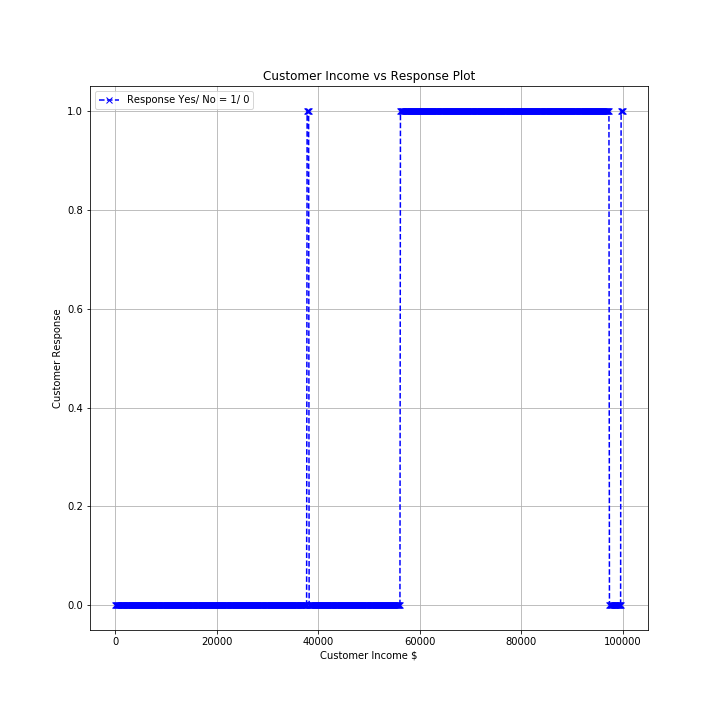 Customer Income vs Response Plot
Response Yes/ No = 1/ 0
1.0
0.8
0.6
0.4
0.2
0.0
Customer Response
0 20000 40000 60000 80000 100000
Customer Income $